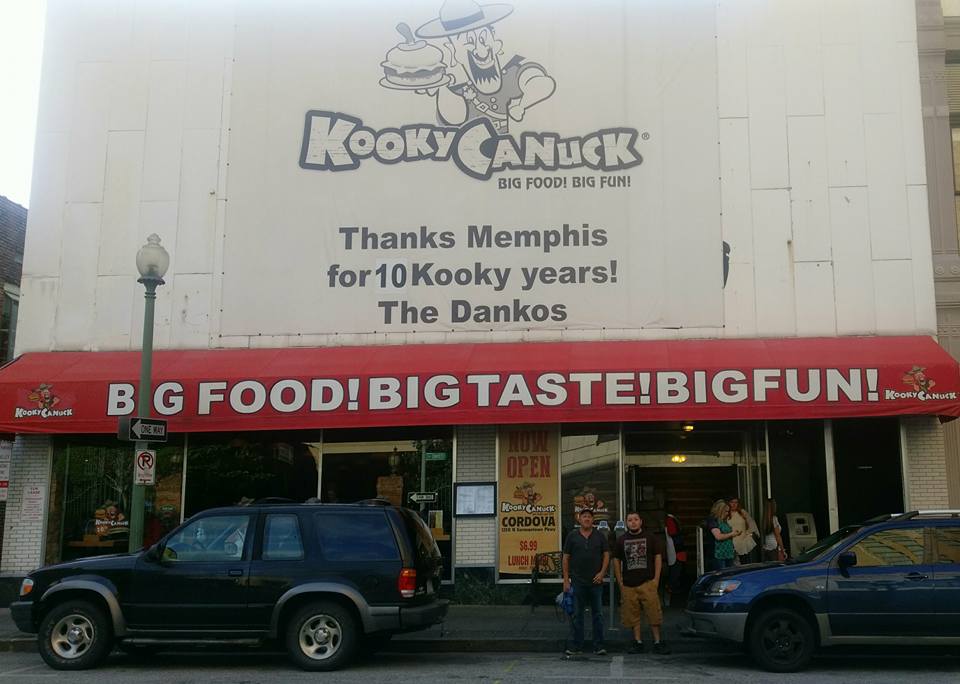 KOOKY CANUCK®
BIG FOOD! BIG FUN!
Thanks Memphis
for 10 Kooky years!
The Dankos
KOOKY CANUCK
BIG FOOD! BIG TASTE! BIG FUN!
KOOKY CANUCK
ONE WAY
NOW
OPEN
KOOKY CANUCK
CORDOVA
$6.99
LUNCH